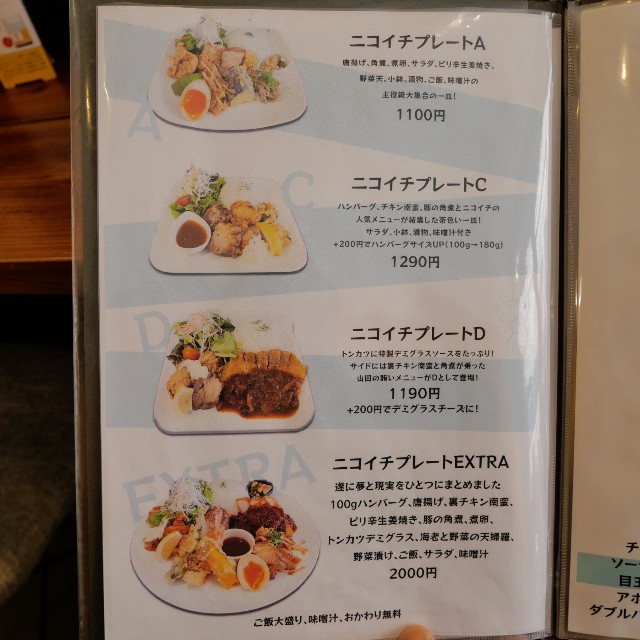 A
ニコイチプレートA
唐揚げ、角煮、煮卵、サラダ、ピリ辛生姜焼き、
野菜天、小鉢、漬物、ご飯、味噌汁の
主役級大集合の一皿!
1100円
C
ニコイチプレートC
ハンバーグ、チキン南蛮、豚の角煮とニコイチの
人気メニューが結集した茶色い一皿!
サラダ、小鉢、漬物、味噌汁付き
+200円でハンバーグサイズUP(100g→180g)
1290円
D
ニコイチプレートD
トンカツに特製デミグラスソースをたっぷり!
サイドには裏チキン南蛮と角煮が乗った
山田の賄いメニューがDとして登場!
1190円
+200円でデミグラスチーズに!
EXTRA
ニコイチプレートEXTRA
遂に夢と現実をひとつにまとめました
100gハンバーグ、唐揚げ、裏チキン南蛮、
ピリ辛生姜焼き、豚の角煮、煮卵、
トンカツデミグラス、海老と野菜の天婦羅、
野菜漬け、ご飯、サラダ、味噌汁
2000円
ご飯大盛り、味噌汁、おかわり無料
チ
ソー
目玉
アボ
ダブルハ